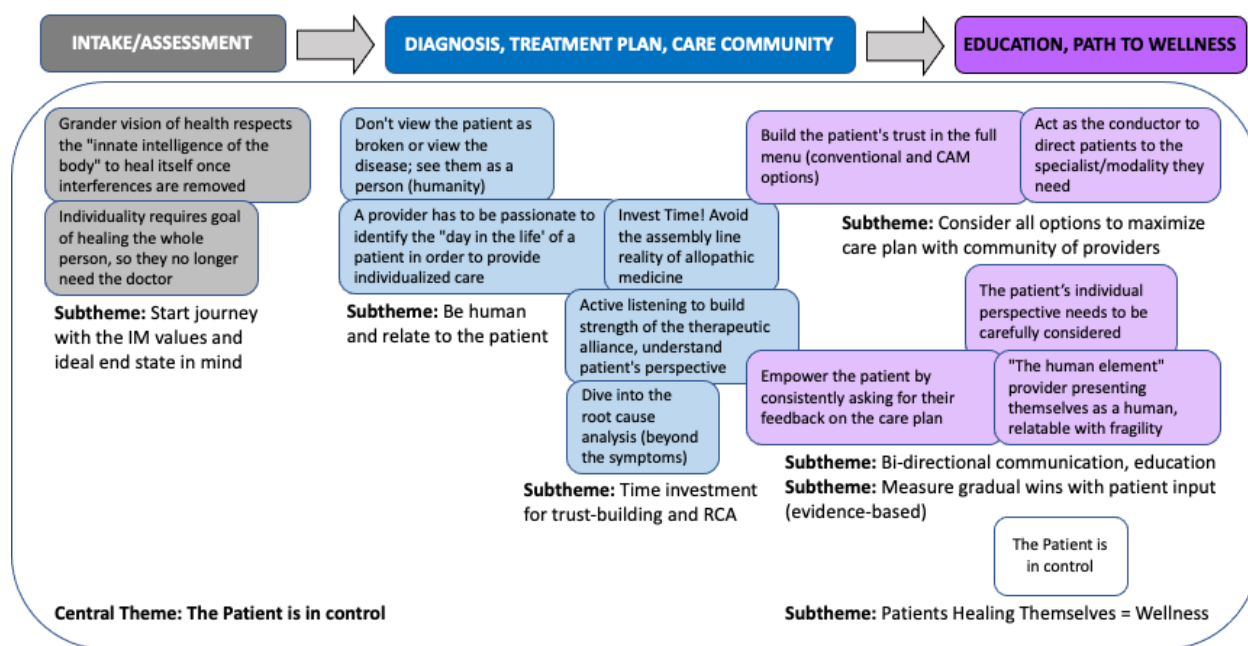 INTAKE/ASSESSMENT
DIAGNOSIS, TREATMENT PLAN, CARE COMMUNITY
EDUCATION, PATH TO WELLNESS
Grander vision of health respects
the "innate intelligence of the
body" to heal itself once
interferences are removed
Individuality requires goal
of healing the whole
person, so they no longer
need the doctor
Subtheme: Start journey
with the IM values and
ideal end state in mind
Don't view the patient as
broken or view the
disease; see them as a
person (humanity)
A provider has to be passionate to
identify the "day in the life' of a
patient in order to provide
individualized care
Subtheme: Be human
and relate to the patient
Invest Time! Avoid
the assembly line
reality of allopathic
medicine
Active listening to build
strength of the therapeutic
alliance, understand
patient's perspective
Dive into the
root cause
analysis (beyond
the symptoms)
Subtheme: Time investment
for trust-building and RCA
Build the patient's trust in the full
menu (conventional and CAM
options)
Act as the conductor to
direct patients to the
specialist/modality they
need
Subtheme: Consider all options to maximize
care plan with community of providers
The patient’s individual
perspective needs to be
carefully considered
Empower the patient by
consistently asking for their
feedback on the care plan
"The human element"
provider presenting
themselves as a human,
relatable with fragility
Subtheme: Bi-directional communication, education
Subtheme: Measure gradual wins with patient input
(evidence-based)
The Patient is
in control
Central Theme: The Patient is in control
Subtheme: Patients Healing Themselves = Wellness